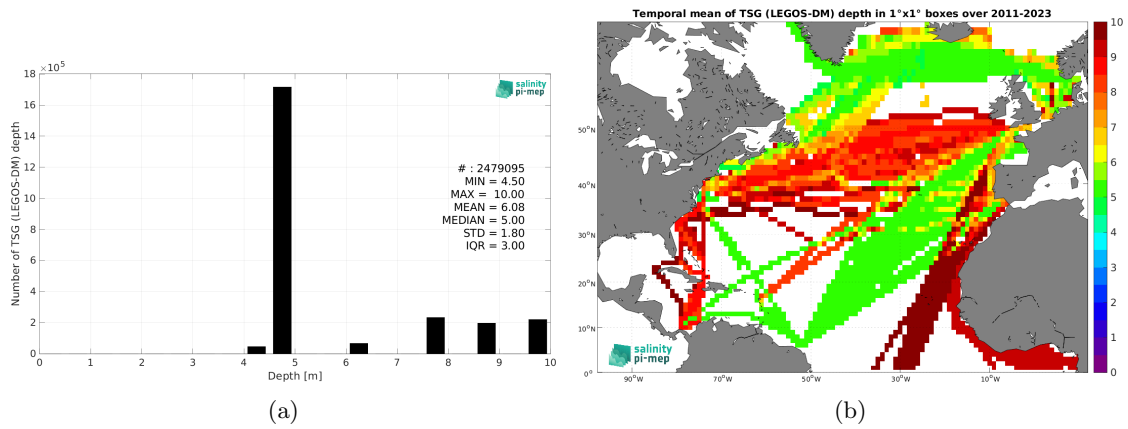 Temporal mean of TSG (LEGOS-DM) depth in 1°x1° boxes over 2011-2023
×10⁵
18
16
14
12
10
8
6
4
2
0
Number of TSG (LEGOS-DM) depth
salinity
pi-mep
# : 2479095
MIN = 4.50
MAX = 10.00
MEAN = 6.08
MEDIAN = 5.00
STD = 1.80
IQR = 3.00
0 1 2 3 4 5 6 7 8 9 10
Depth [m]
(a)
50°N
40°N
30°N
20°N
10°N
0°
90°W 70°W 50°W 30°W 10°W
salinity
pi-mep
10
9
8
7
6
5
4
3
2
1
0
(b)